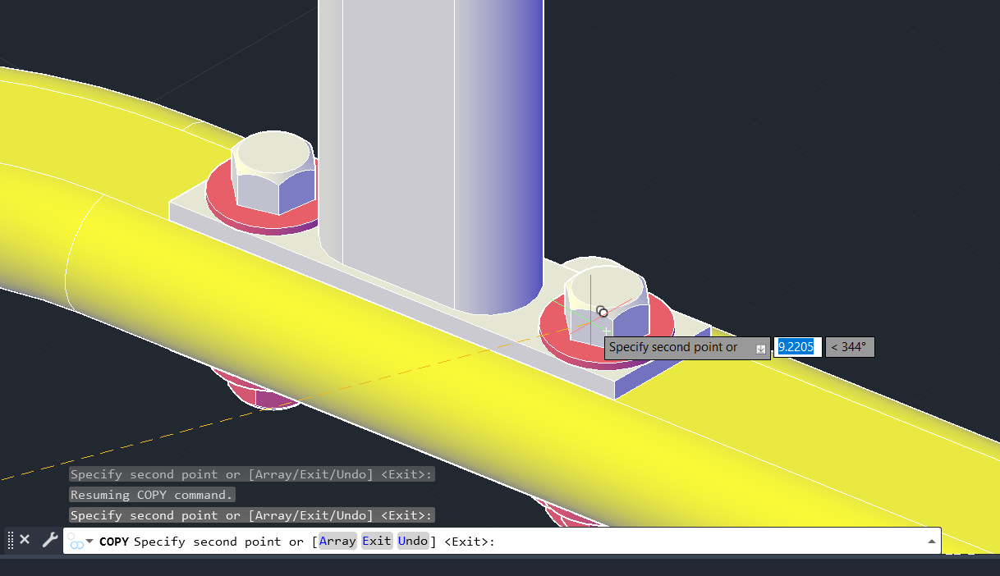 Specify second point or 9.2205 < 344°
Specify second point or [Array/Exit/Undo] <Exit>:
Resuming COPY command.
Specify second point or [Array/Exit/Undo] <Exit>:
COPY Specify second point or [Array Exit Undo] <Exit>: